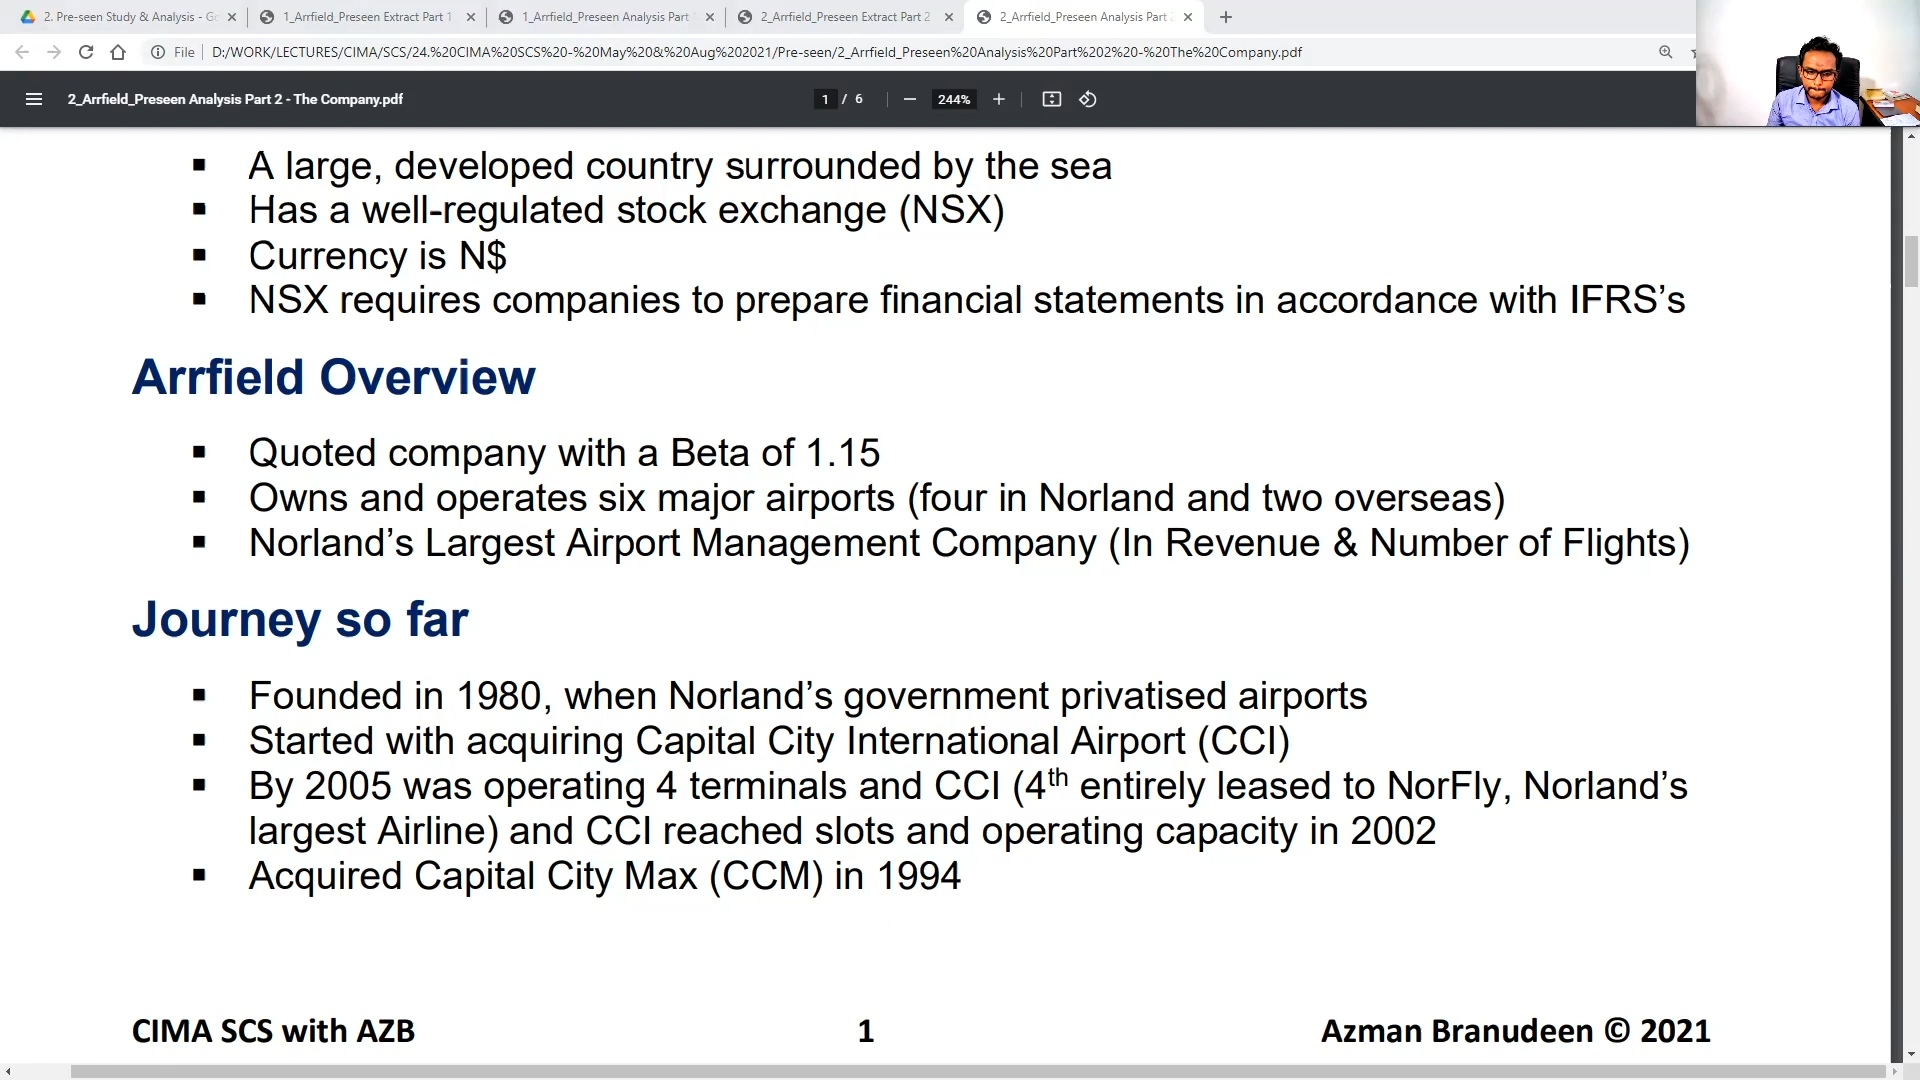 2. Pre-seen Study & Analysis - Go
1_Arrfield_Preseen Extract Part 1
1_Arrfield_Preseen Analysis Part
2_Arrfield_Preseen Extract Part 2
2_Arrfield_Preseen Analysis Part
File
D:/WORK/LECTURES/CIMA/SCS/24.%20CIMA%20SCS%20-%20May%20&%20Aug%202021/Pre-seen/2_Arrfield_Preseen%20Analysis%20Part%202%20-%20The%20Company.pdf
2_Arrfield_Preseen Analysis Part 2 - The Company.pdf
1 / 6
244%
▪ A large, developed country surrounded by the sea
▪ Has a well-regulated stock exchange (NSX)
▪ Currency is N$
▪ NSX requires companies to prepare financial statements in accordance with IFRS’s
Arrfield Overview
▪ Quoted company with a Beta of 1.15
▪ Owns and operates six major airports (four in Norland and two overseas)
▪ Norland’s Largest Airport Management Company (In Revenue & Number of Flights)
Journey so far
▪ Founded in 1980, when Norland’s government privatised airports
▪ Started with acquiring Capital City International Airport (CCI)
▪ By 2005 was operating 4 terminals and CCI (4th entirely leased to NorFly, Norland’s
largest Airline) and CCI reached slots and operating capacity in 2002
▪ Acquired Capital City Max (CCM) in 1994
CIMA SCS with AZB
1
Azman Branudeen © 2021